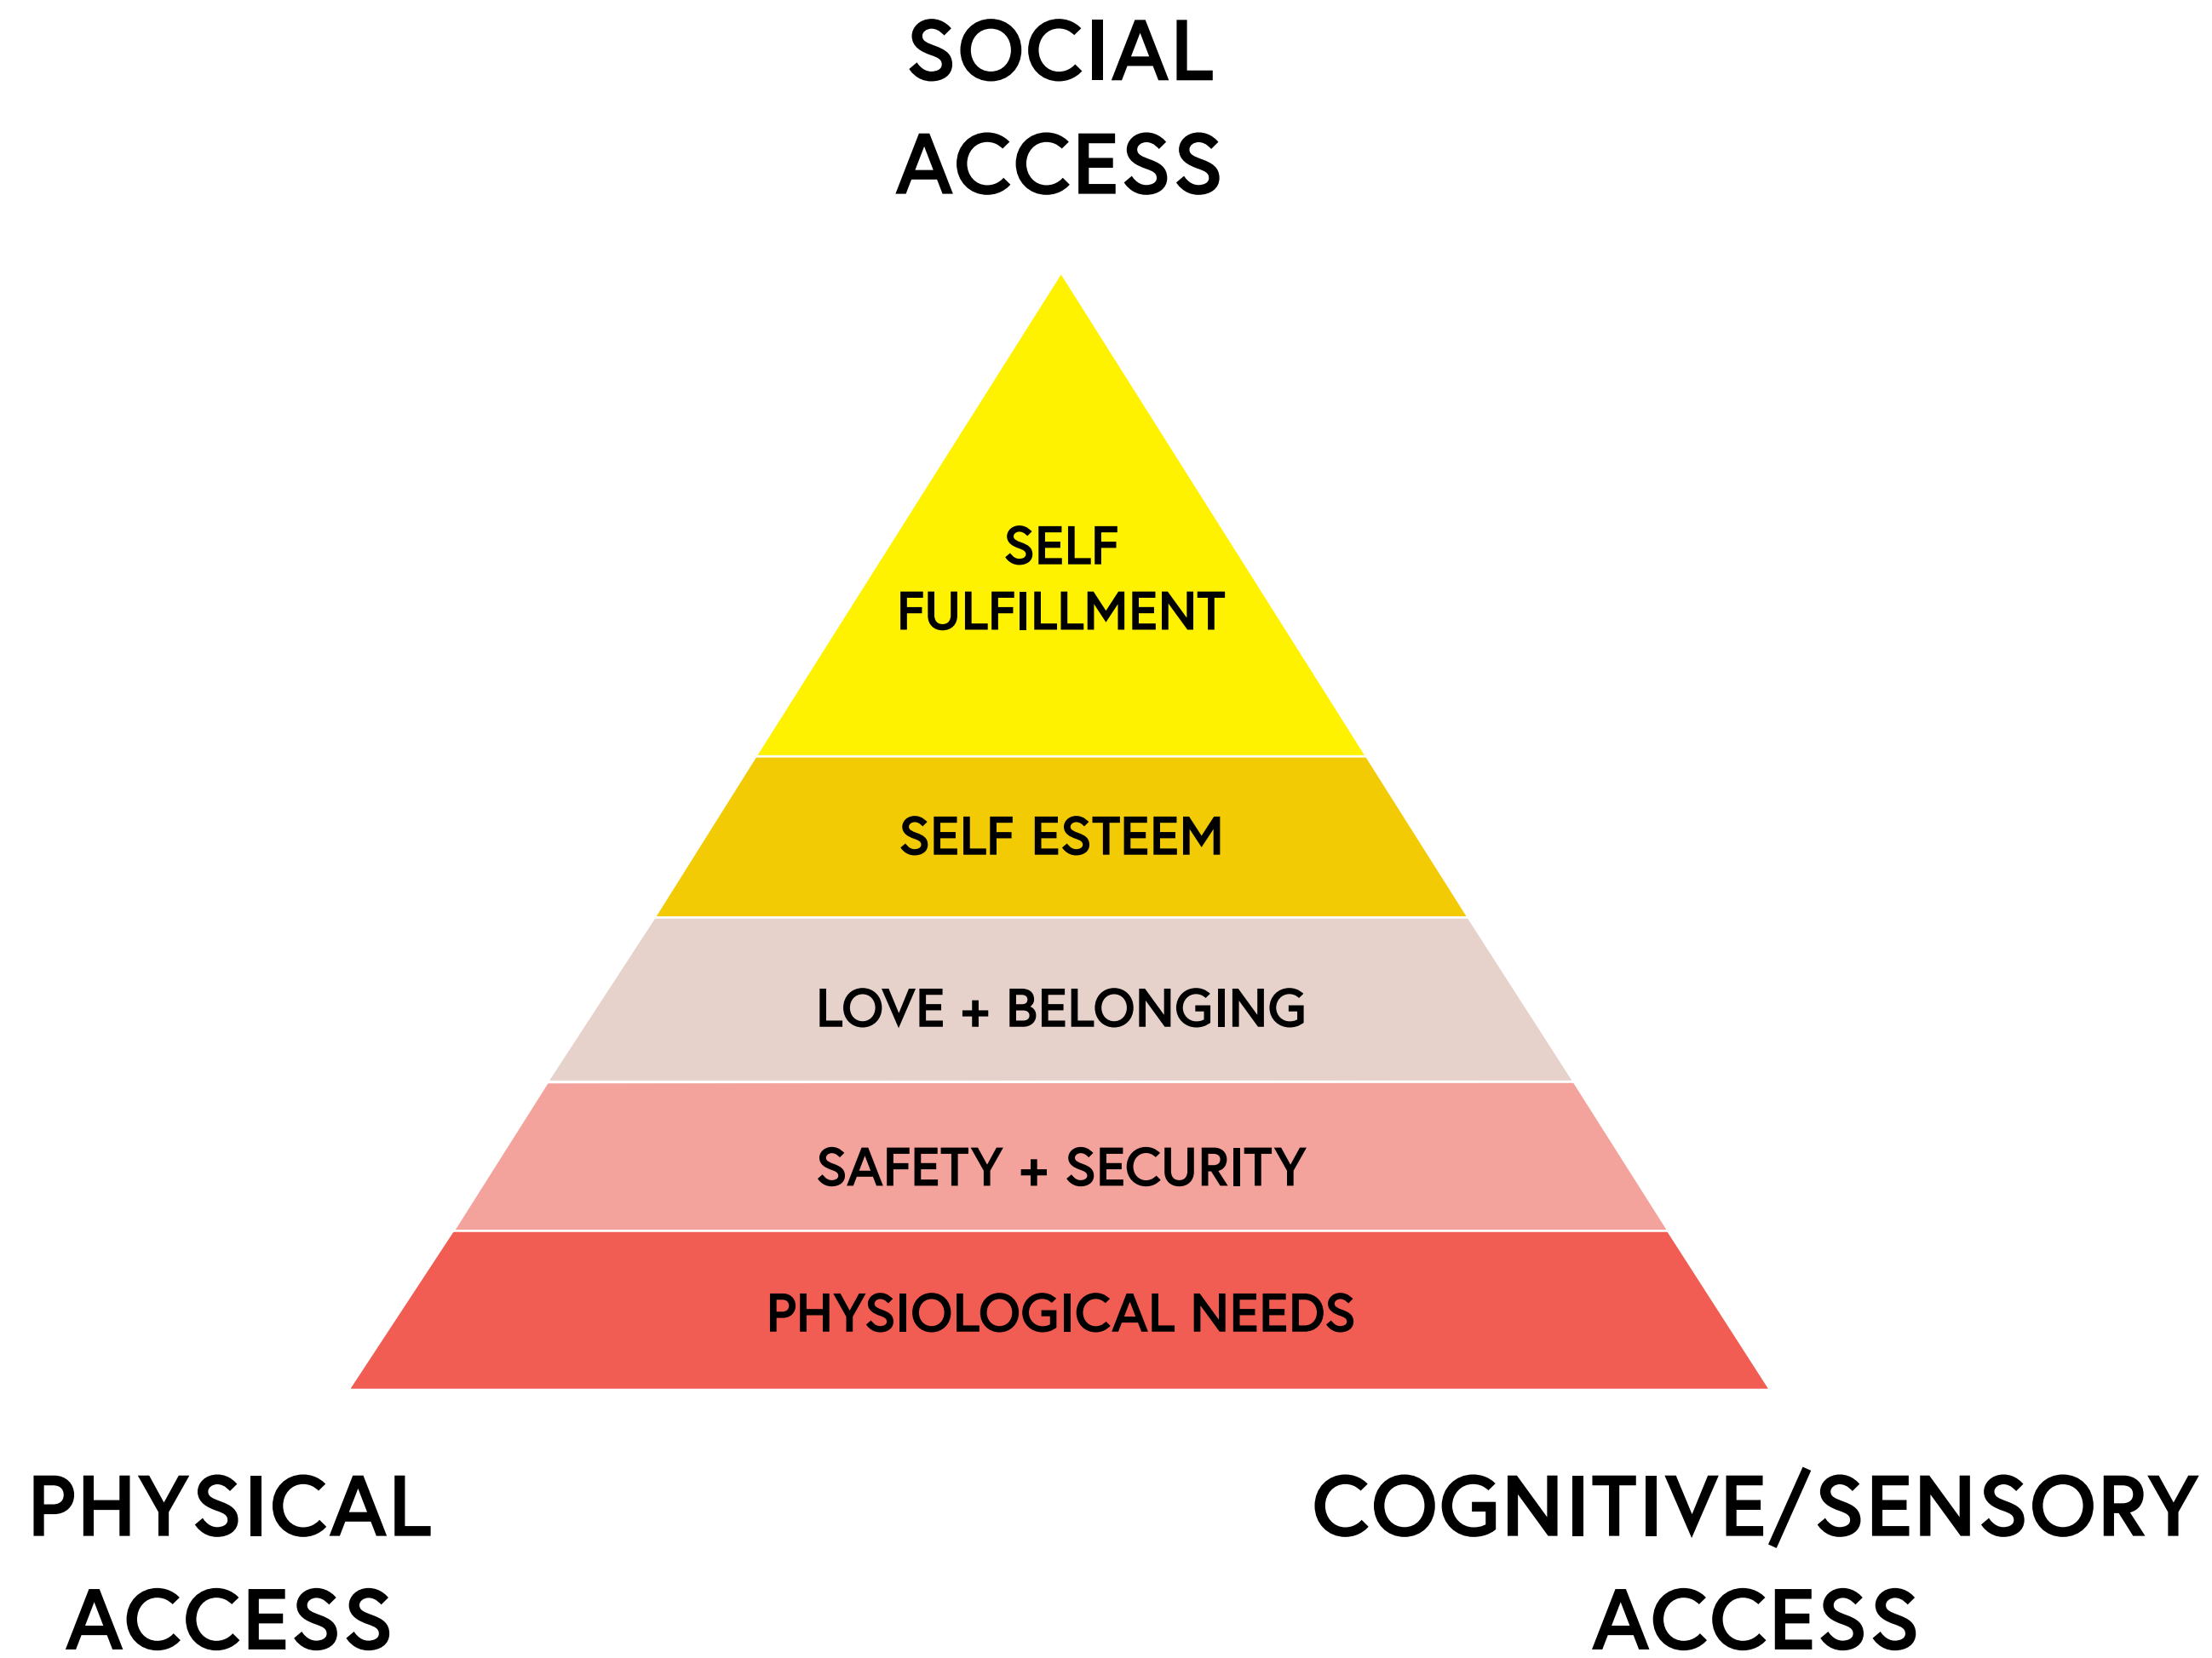 SOCIAL
ACCESS
SELF
FULFILLMENT
SELF ESTEEM
LOVE + BELONGING
SAFETY + SECURITY
PHYSIOLOGICAL NEEDS
PHYSICAL
ACCESS
COGNITIVE/SENSORY
ACCESS